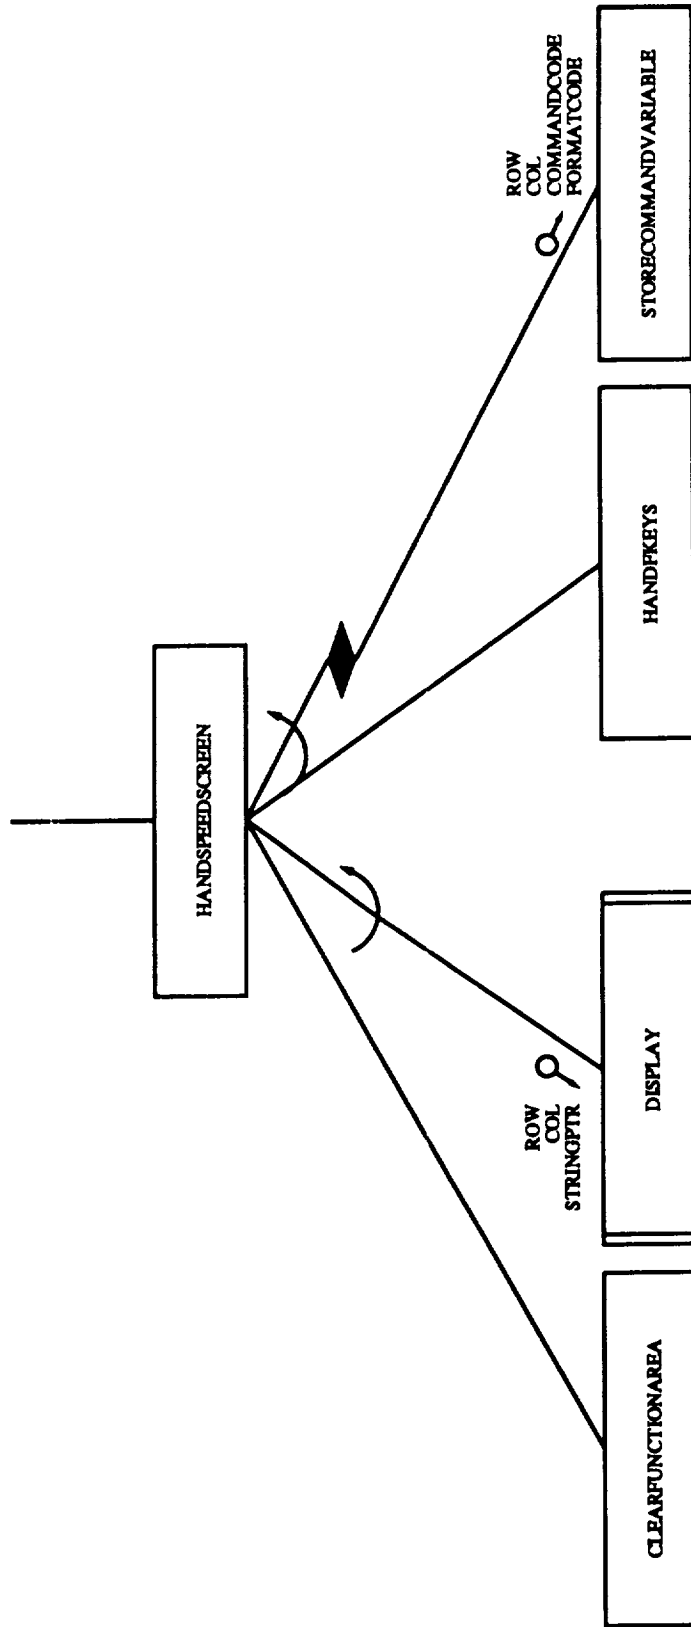 HANDSPEEDSCREEN
ROW
COL
STRINGPTR
ROW
COL
COMMANDCODE
FORMATCODE
CLEARFUNCTIONAREA
DISPLAY
HANDFKEYS
STORECOMMANDVARIABLE